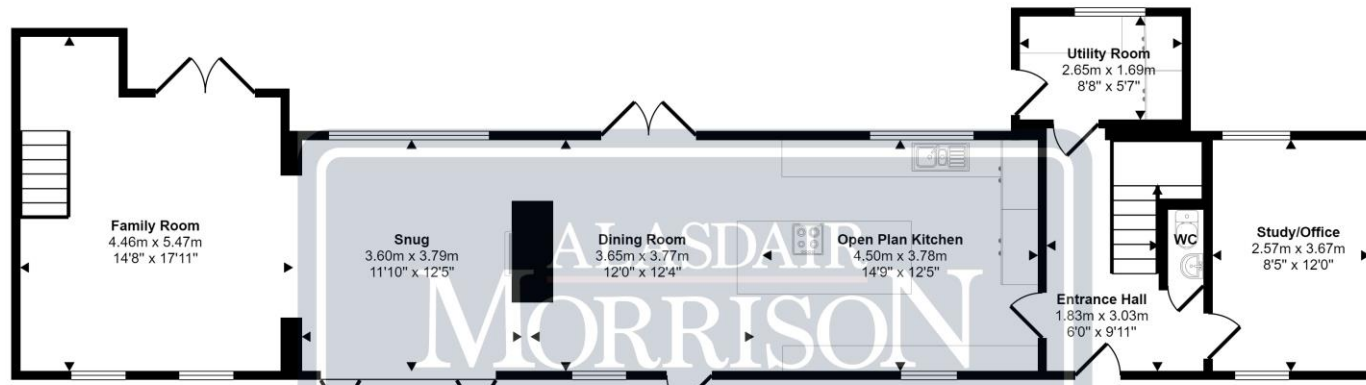 Utility Room
2.65m x 1.69m
8'8" x 5'7"
Family Room
4.46m x 5.47m
14'8" x 17'11"
Snug
3.60m x 3.79m
11'10" x 12'5"
Dining Room
3.65m x 3.77m
12'0" x 12'4"
Open Plan Kitchen
4.50m x 3.78m
14'9" x 12'5"
WC
Study/Office
2.57m x 3.67m
8'5" x 12'0"
Entrance Hall
1.83m x 3.03m
6'0" x 9'11"
ALASDAIR
MORRISON